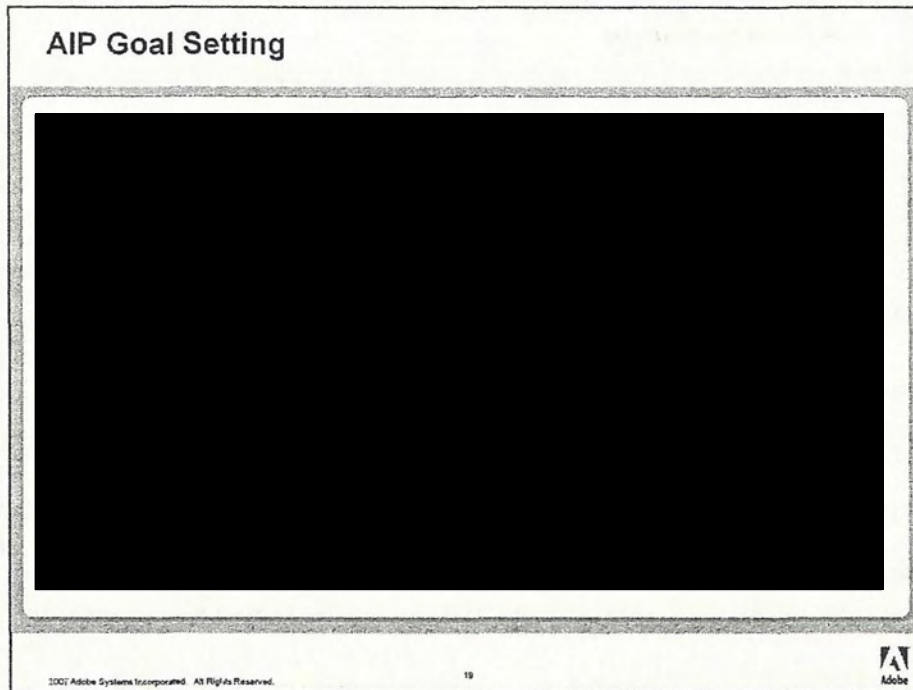 AIP Goal Setting
2007 Adobe Systems Incorporated. All Rights Reserved.
19
Adobe